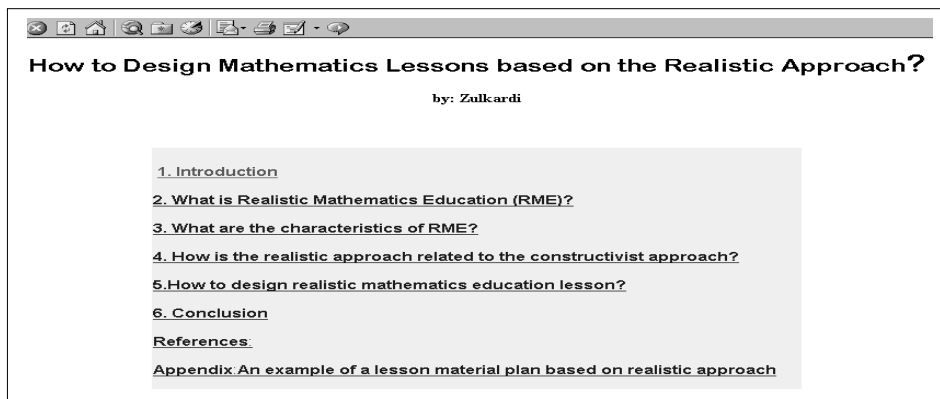 How to Design Mathematics Lessons based on the Realistic Approach?
by: Zulkardi
1. Introduction
2. What is Realistic Mathematics Education (RME)?
3. What are the characteristics of RME?
4. How is the realistic approach related to the constructivist approach?
5.How to design realistic mathematics education lesson?
6. Conclusion
References:
Appendix:An example of a lesson material plan based on realistic approach